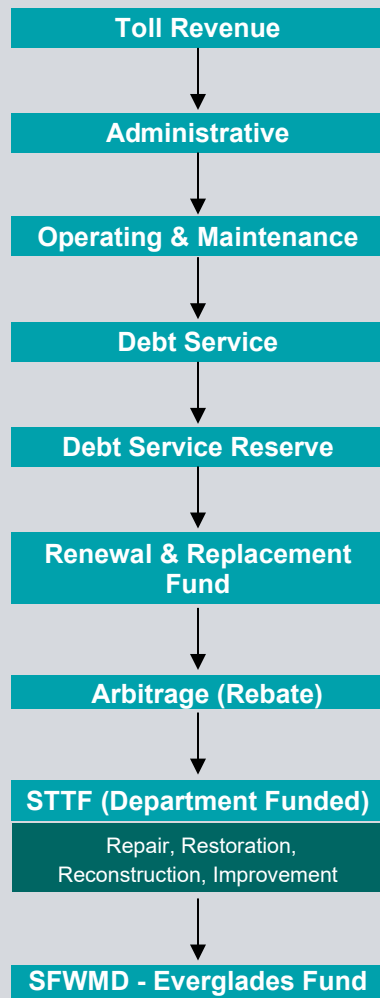 Toll Revenue
Administrative
Operating & Maintenance
Debt Service
Debt Service Reserve
Renewal & Replacement
Fund
Arbitrage (Rebate)
STTF (Department Funded)
Repair, Restoration,
Reconstruction, Improvement
SFWMD - Everglades Fund